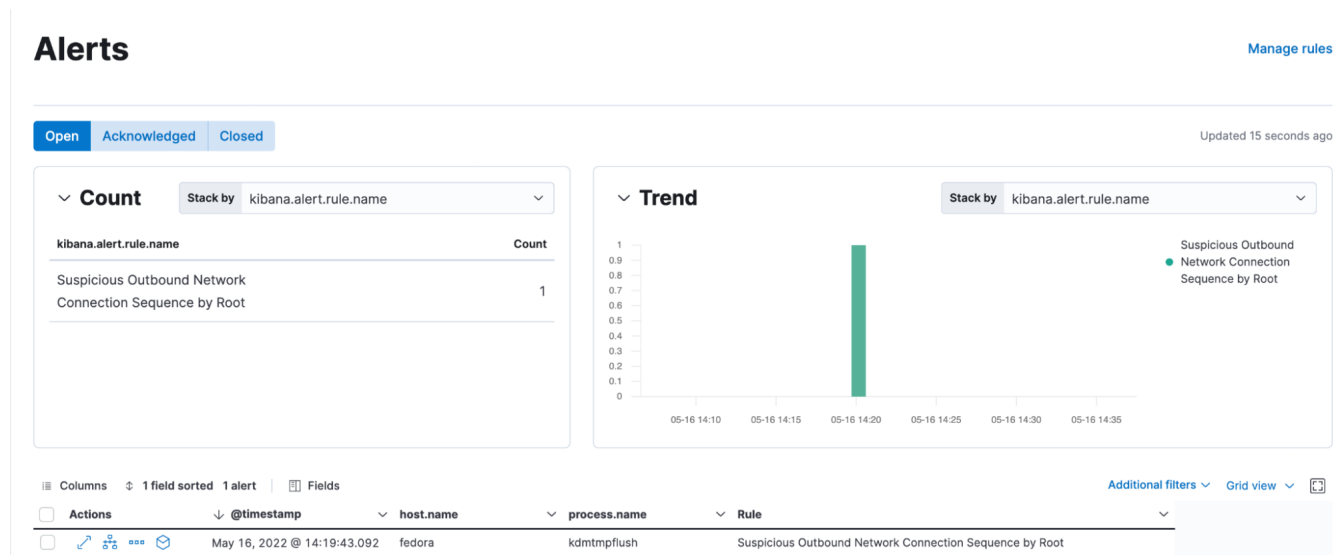 Alerts
Manage rules
Open Acknowledged Closed
Updated 15 seconds ago
Count
Stack by kibana.alert.rule.name
kibana.alert.rule.name Count
Suspicious Outbound Network
Connection Sequence by Root
1
Trend
Stack by kibana.alert.rule.name
1
0.9
0.8
0.7
0.6
0.5
0.4
0.3
0.2
0.1
0
05-16 14:10 05-16 14:15 05-16 14:20 05-16 14:25 05-16 14:30 05-16 14:35
Suspicious Outbound
Network Connection
Sequence by Root
Columns 1 field sorted 1 alert Fields
Additional filters Grid view
Actions @timestamp host.name process.name Rule
May 16, 2022 @ 14:19:43.092 fedora kdmtmpflush Suspicious Outbound Network Connection Sequence by Root